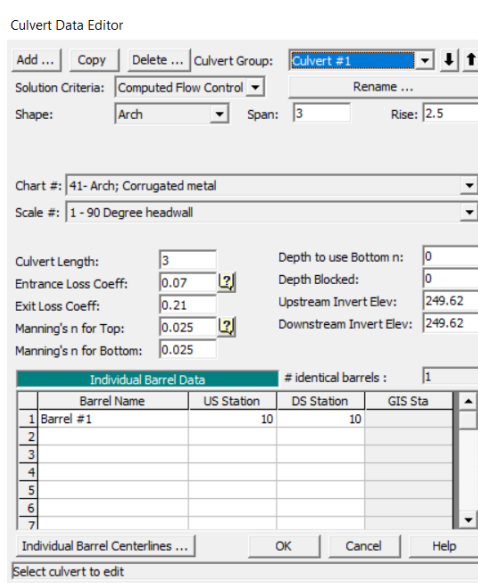 Culvert Data Editor
Add ... Copy Delete ... Culvert Group: Culvert #1
Solution Criteria: Computed Flow Control Rename ...
Shape: Arch Span: 3 Rise: 2.5
Chart #: 41- Arch; Corrugated metal
Scale #: 1 - 90 Degree headwall
Culvert Length: 3 Depth to use Bottom n: 0
Entrance Loss Coeff: 0.07 Depth Blocked: 0
Exit Loss Coeff: 0.21 Upstream Invert Elev: 249.62
Manning's n for Top: 0.025 Downstream Invert Elev: 249.62
Manning's n for Bottom: 0.025
Individual Barrel Data # identical barrels : 1
Barrel Name US Station DS Station GIS Sta
1 Barrel #1 10 10
2
3
4
5
6
7
Individual Barrel Centerlines ... OK Cancel Help
Select culvert to edit